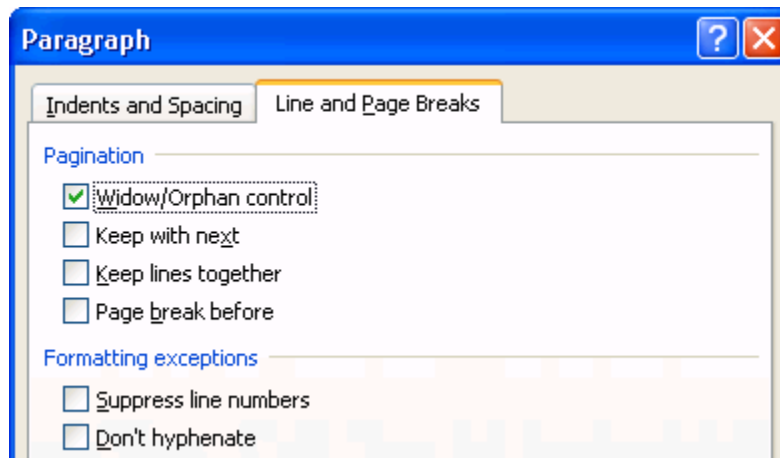 Paragraph
Indents and Spacing Line and Page Breaks
Pagination
Widow/Orphan control
Keep with next
Keep lines together
Page break before
Formatting exceptions
Suppress line numbers
Don't hyphenate